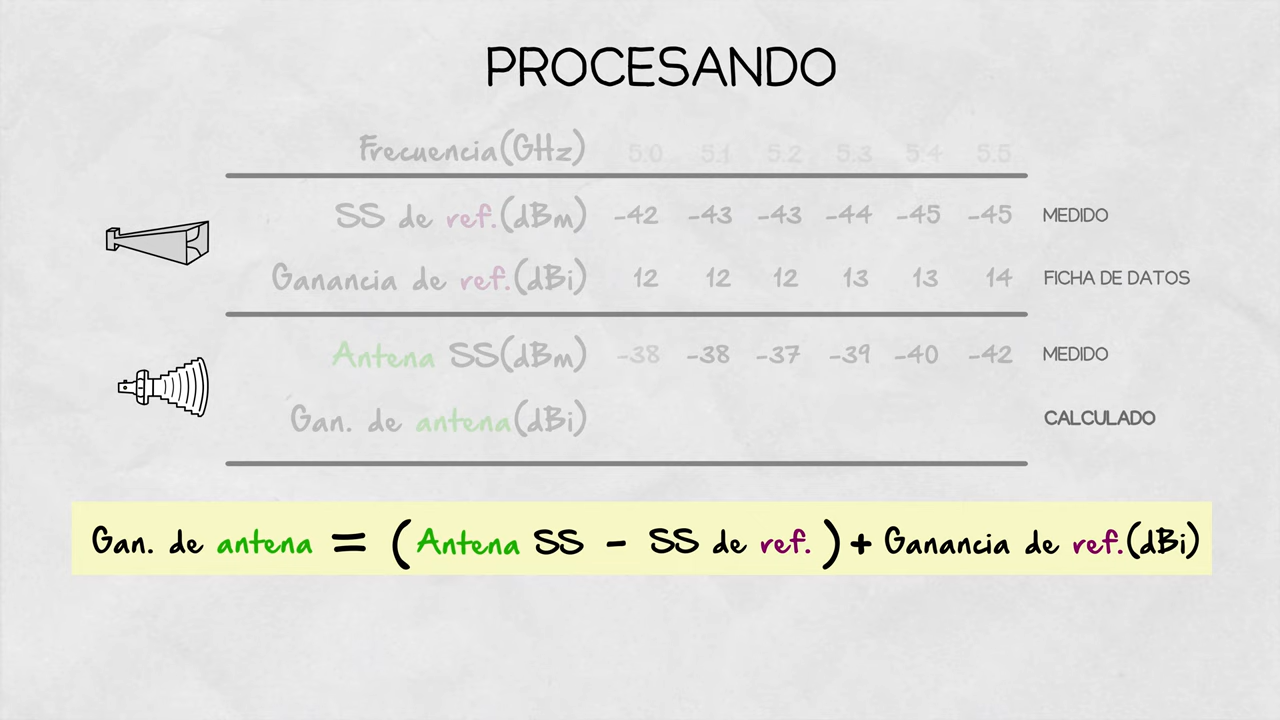 PROCESANDO
Frecuencia(GHz) 5.0 5.1 5.2 5.3 5.4 5.5
SS de ref.(dBm) -42 -43 -43 -44 -45 -45 MEDIDO
Ganancia de ref.(dBi) 12 12 12 13 13 14 FICHA DE DATOS
Antena SS(dBm) -38 -38 -37 -39 -40 -42 MEDIDO
Gan. de antena(dBi) CALCULADO
Gan. de antena = (Antena SS - SS de ref.) + Ganancia de ref.(dBi)